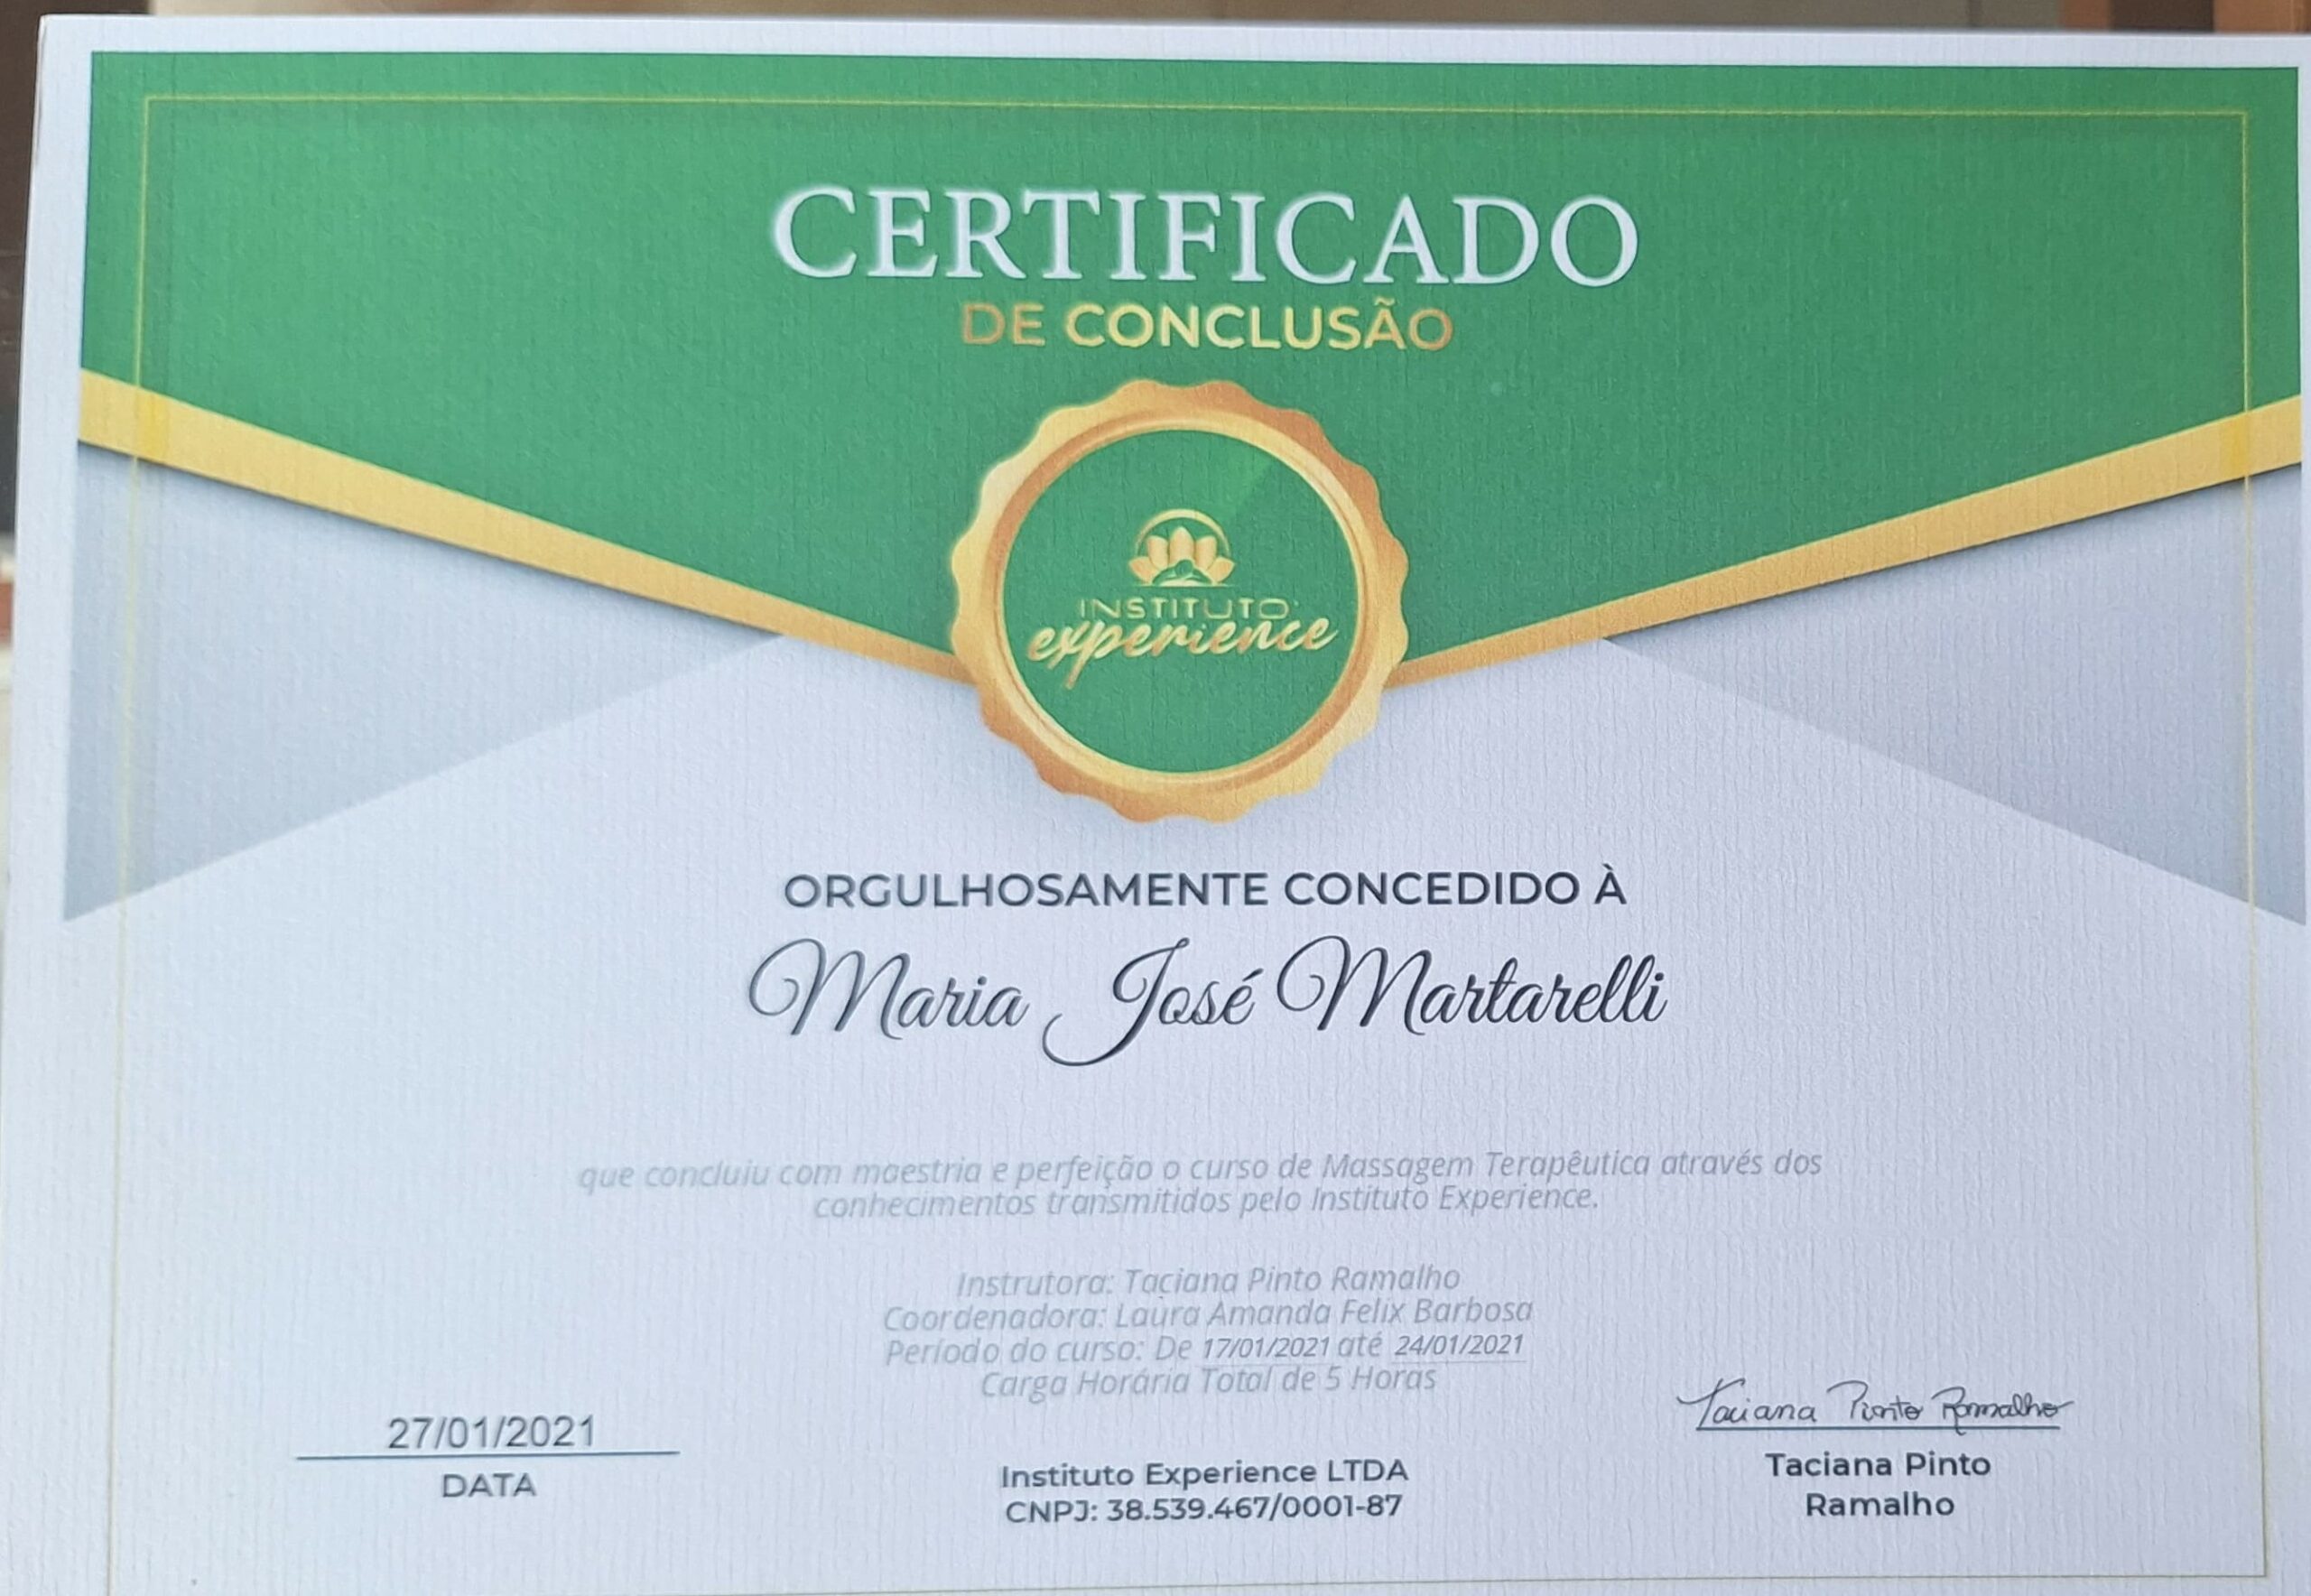 CERTIFICADO
DE CONCLUSÃO
INSTITUTO
experience
ORGULHOSAMENTE CONCEDIDO À
Maria José Martarelli
que concluiu com maestria e perfeição o curso de Massagem Terapêutica através dos
conhecimentos transmitidos pelo Instituto Experience.
Instrutora: Taciana Pinto Ramalho
Coordenadora: Laura Amanda Felix Barbosa
Período do curso: De 17/01/2021 até 24/01/2021
Carga Horária Total de 5 Horas
27/01/2021
DATA
Instituto Experience LTDA
CNPJ: 38.539.467/0001-87
Taciana Pinto Ramalho
Taciana Pinto
Ramalho